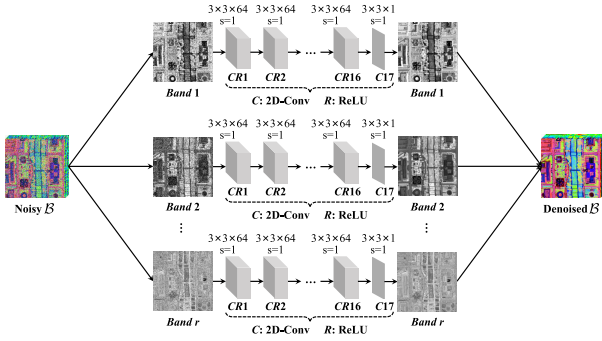 3×3×64 3×3×64 3×3×64 3×3×1
s=1 s=1 s=1 s=1
...
Band 1 CR1 CR2 CR16 C17 Band 1
C: 2D-Conv R: ReLU
3×3×64 3×3×64 3×3×64 3×3×1
s=1 s=1 s=1 s=1
...
Band 2 CR1 CR2 CR16 C17 Band 2
C: 2D-Conv R: ReLU
Noisy ℬ Denoised ℬ
⋮ ⋮
3×3×64 3×3×64 3×3×64 3×3×1
s=1 s=1 s=1 s=1
...
Band r CR1 CR2 CR16 C17 Band r
C: 2D-Conv R: ReLU